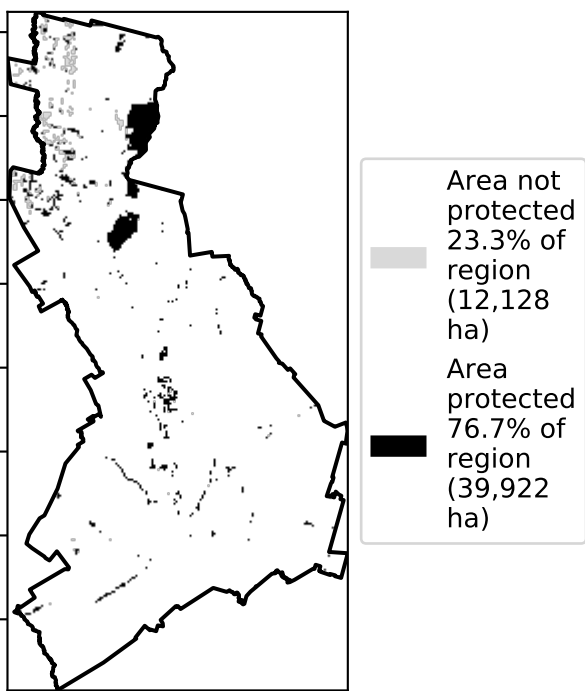 Area not
protected
23.3% of
region
(12,128
ha)
Area
protected
76.7% of
region
(39,922
ha)